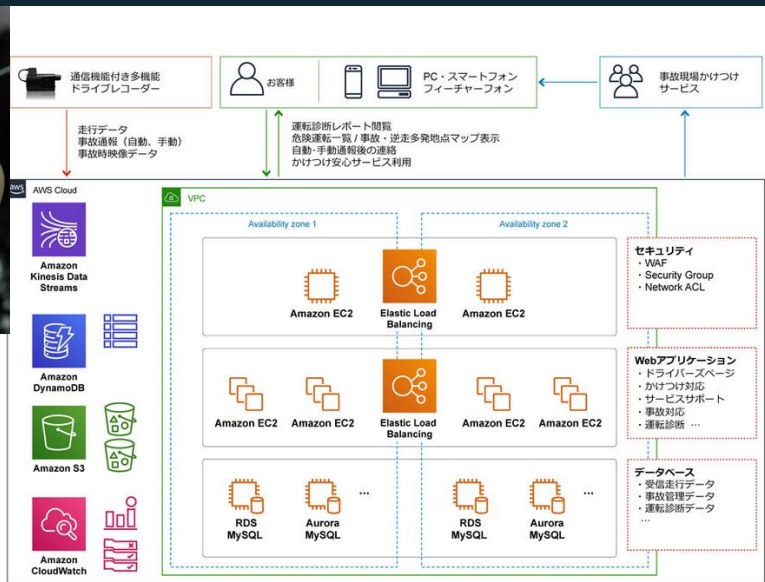 通信機能付き多機能
ドライブレコーダー
お客様
PC・スマートフォン
フィーチャーフォン
事故現場かけつけ
サービス
走行データ
事故通報（自動、手動）
事故時映像データ
運転診断レポート閲覧
危険運転一覧 / 事故・逆走多発地点マップ表示
自動・手動通報後の連絡
かけつけ安心サービス利用
aws
AWS Cloud
VPC
Availability zone 1
Availability zone 2
Amazon
Kinesis Data
Streams
Amazon EC2
Elastic Load
Balancing
Amazon EC2
セキュリティ
・WAF
・Security Group
・Network ACL
Amazon
DynamoDB
Amazon EC2
Amazon EC2
Elastic Load
Balancing
Amazon EC2
Amazon EC2
Webアプリケーション
・ドライバーズページ
・かけつけ対応
・サービスサポート
・事故対応
・運転診断 …
Amazon S3
RDS
MySQL
Aurora
MySQL
…
RDS
MySQL
Aurora
MySQL
…
データベース
・受信走行データ
・事故管理データ
・運転診断データ
…
Amazon
CloudWatch